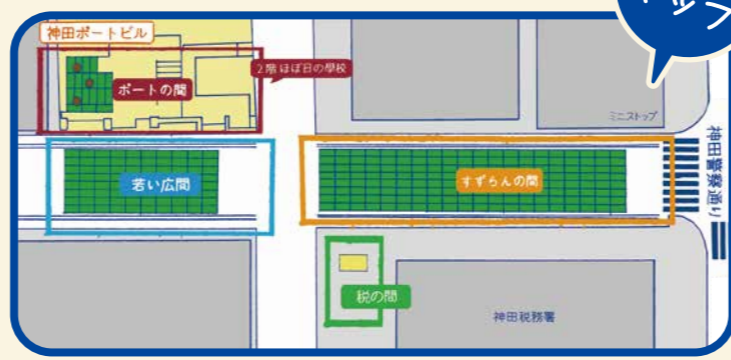 ップ
神田ポートビル
2階ほぼ日の學校
ポートの間
ミニストップ
神田警察通り
若い広間
すずらんの間
税の間
神田税務署